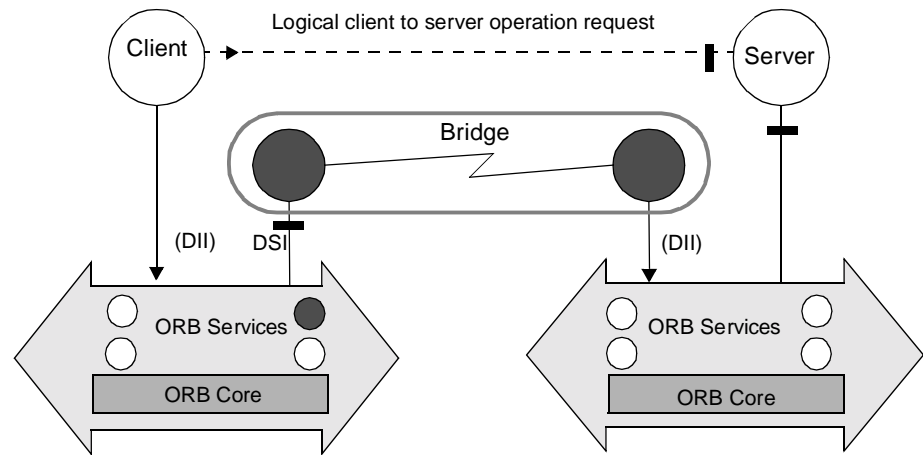 Logical client to server operation request
Client
Server
Bridge
(DII)
DSI
(DII)
ORB Services
ORB Services
ORB Core
ORB Core